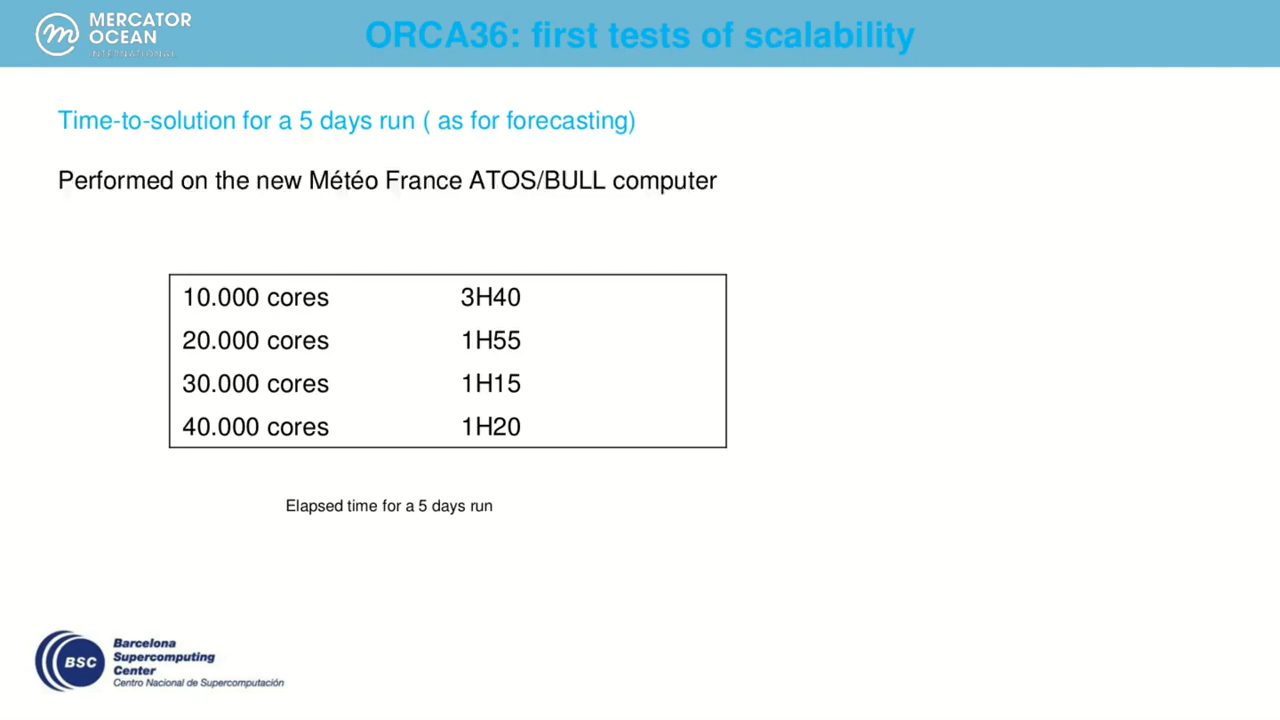 MERCATOR
OCEAN
INTERNATIONAL
ORCA36: first tests of scalability
Time-to-solution for a 5 days run ( as for forecasting)
Performed on the new Météo France ATOS/BULL computer
10.000 cores 3H40
20.000 cores 1H55
30.000 cores 1H15
40.000 cores 1H20
Elapsed time for a 5 days run
BSC
Barcelona
Supercomputing
Center
Centro Nacional de Supercomputación